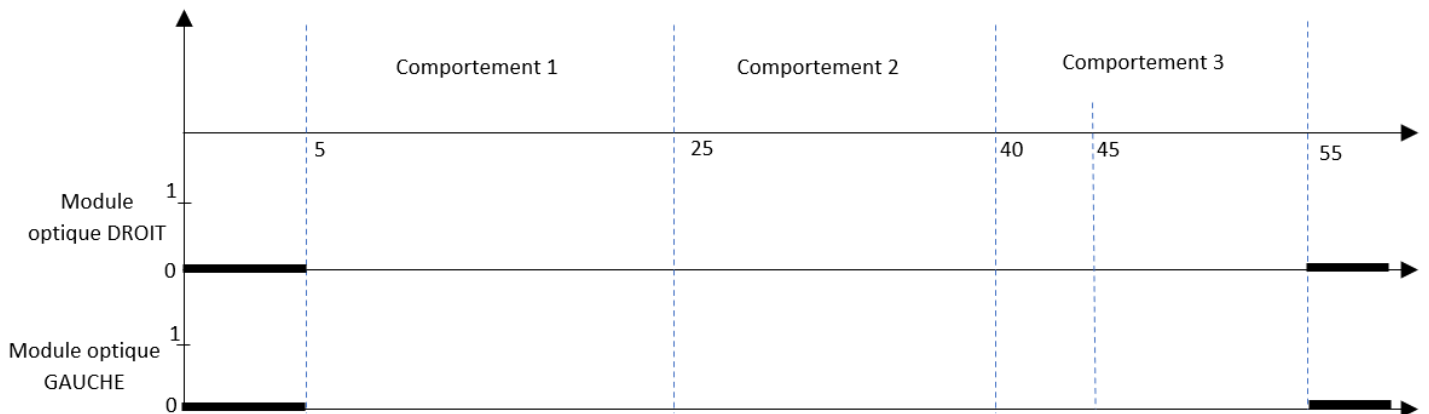 Comportement 1
Comportement 2
Comportement 3
5
25
40
45
55
1
Module
optique DROIT
0
1
Module optique
GAUCHE
0